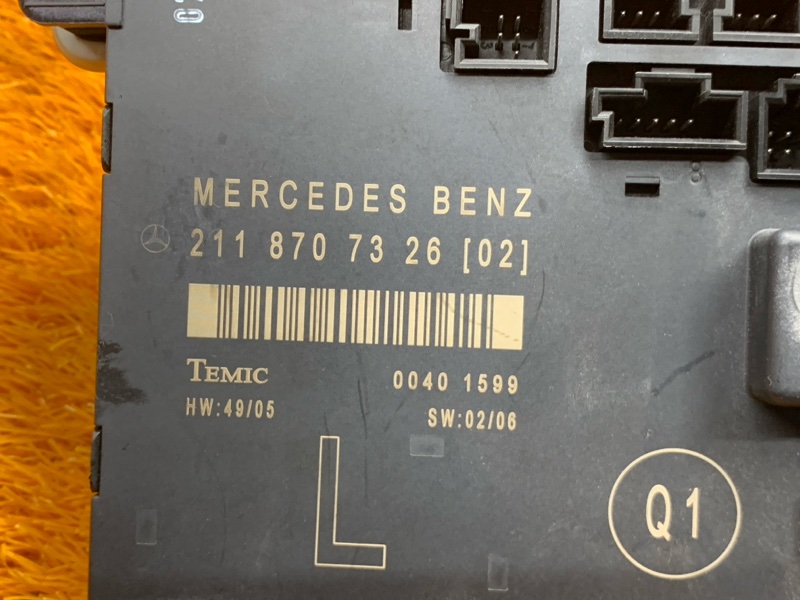 MERCEDES BENZ
211 870 73 26 [02]
TEMIC 0040 1599
HW:49/05 SW:02/06
L
Q1